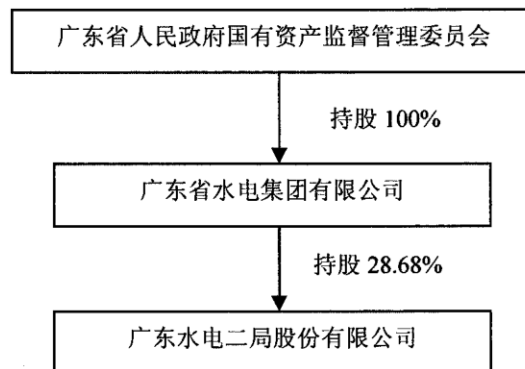 广东省人民政府国有资产监督管理委员会
持股 100%
广东省水电集团有限公司
持股 28.68%
广东水电二局股份有限公司